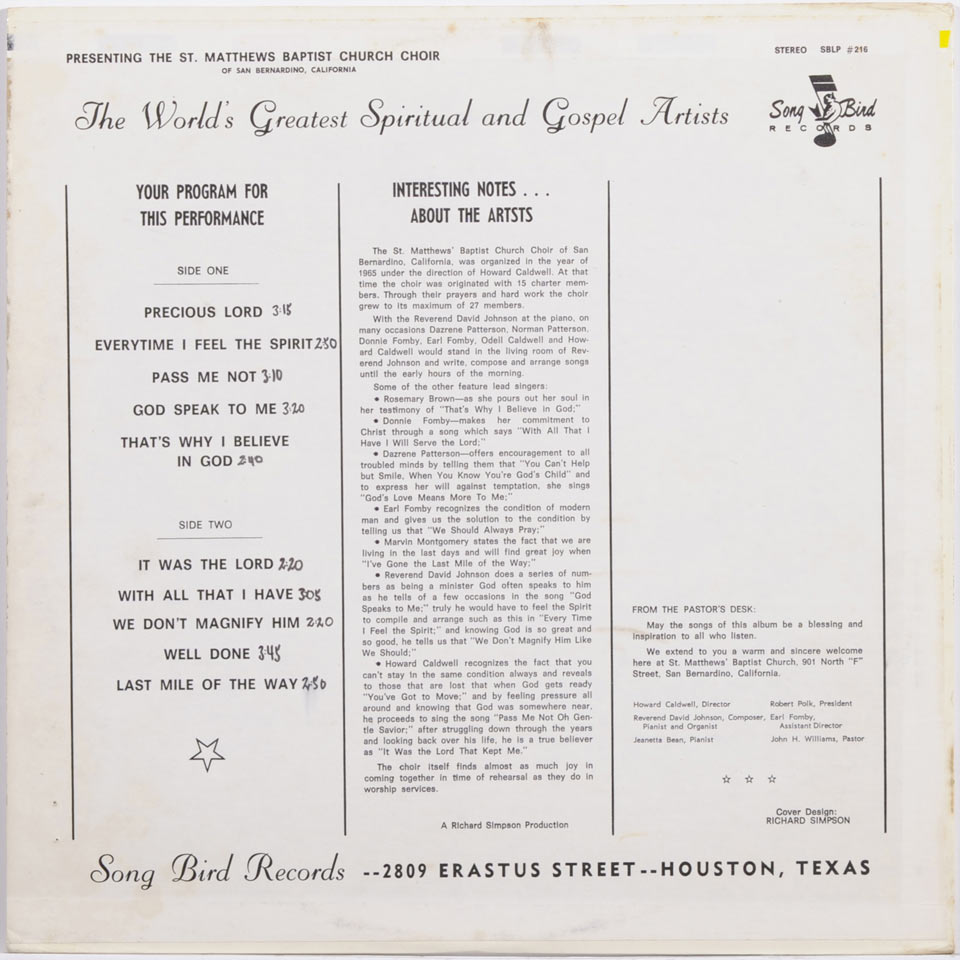 PRESENTING THE ST. MATTHEWS BAPTIST CHURCH CHOIR
OF SAN BERNARDINO, CALIFORNIA
STEREO SBLP #216
The World's Greatest Spiritual and Gospel Artists
Song Bird
RECORDS
YOUR PROGRAM FOR
THIS PERFORMANCE
SIDE ONE
PRECIOUS LORD 3:15
EVERYTIME I FEEL THE SPIRIT 2:50
PASS ME NOT 3:10
GOD SPEAK TO ME 3:20
THAT'S WHY I BELIEVE
IN GOD 2:40
SIDE TWO
IT WAS THE LORD 2:20
WITH ALL THAT I HAVE 3:05
WE DON'T MAGNIFY HIM 2:20
WELL DONE 3:45
LAST MILE OF THE WAY 2:50
INTERESTING NOTES . . .
ABOUT THE ARTSTS
The St. Matthews' Baptist Church Choir of San
Bernardino, California, was organized in the year of
1965 under the direction of Howard Caldwell. At that
time the choir was originated with 15 charter mem-
bers. Through their prayers and hard work the choir
grew to its maximum of 27 members.
With the Reverend David Johnson at the piano, on
many occasions Dazrene Patterson, Norman Patterson,
Donnie Fomby, Earl Fomby, Odell Caldwell and How-
ard Caldwell would stand in the living room of Rev-
erend Johnson and write, compose and arrange songs
until the early hours of the morning.
Some of the other feature lead singers:
• Rosemary Brown—as she pours out her soul in
her testimony of "That's Why I Believe in God;"
• Donnie Fomby—makes her commitment to
Christ through a song which says "With All That I
Have I Will Serve the Lord;"
• Dazrene Patterson—offers encouragement to all
troubled minds by telling them that "You Can't Help
but Smile, When You Know You're God's Child" and
to express her will against temptation, she sings
"God's Love Means More To Me;"
• Earl Fomby recognizes the condition of modern
man and gives us the solution to the condition by
telling us that "We Should Always Pray;"
• Marvin Montgomery states the fact that we are
living in the last days and will find great joy when
"I've Gone the Last Mile of the Way;"
• Reverend David Johnson does a series of num-
bers as being a minister God often speaks to him
as he tells of a few occasions in the song "God
Speaks to Me;" truly he would have to feel the Spirit
to compile and arrange such as this in "Every Time
I Feel the Spirit;" and knowing God is so great and
so good, he tells us that "We Don't Magnify Him Like
We Should;"
• Howard Caldwell recognizes the fact that you
can't stay in the same condition always and reveals
to those that are lost that when God gets ready
"You've Got to Move;" and by feeling pressure all
around and knowing that God was somewhere near,
he proceeds to sing the song "Pass Me Not Oh Gen-
tle Savior;" after struggling down through the years
and looking back over his life, he is a true believer
as "It Was the Lord That Kept Me."
The choir itself finds almost as much joy in
coming together in time of rehearsal as they do in
worship services.
A Richard Simpson Production
FROM THE PASTOR'S DESK:
May the songs of this album be a blessing and
inspiration to all who listen.
We extend to you a warm and sincere welcome
here at St. Matthews' Baptist Church, 901 North "F"
Street, San Bernardino, California.
Howard Caldwell, Director Robert Polk, President
Reverend David Johnson, Composer, Earl Fomby,
Pianist and Organist Assistant Director
Jeanetta Bean, Pianist John H. Williams, Pastor
Cover Design:
RICHARD SIMPSON
Song Bird Records --2809 ERASTUS STREET--HOUSTON, TEXAS